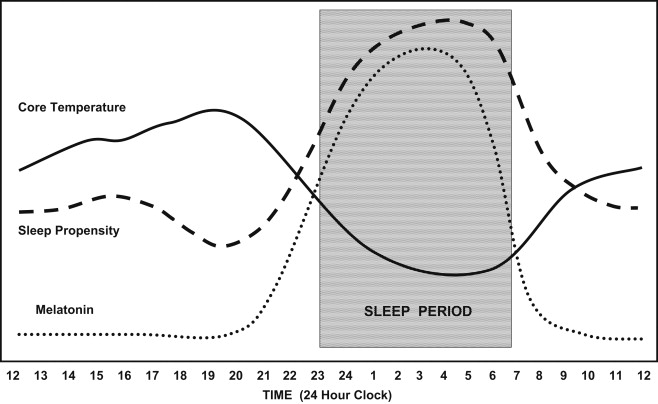 Core Temperature
Sleep Propensity
Melatonin
SLEEP PERIOD
12 13 14 15 16 17 18 19 20 21 22 23 24 1 2 3 4 5 6 7 8 9 10 11 12
TIME (24 Hour Clock)